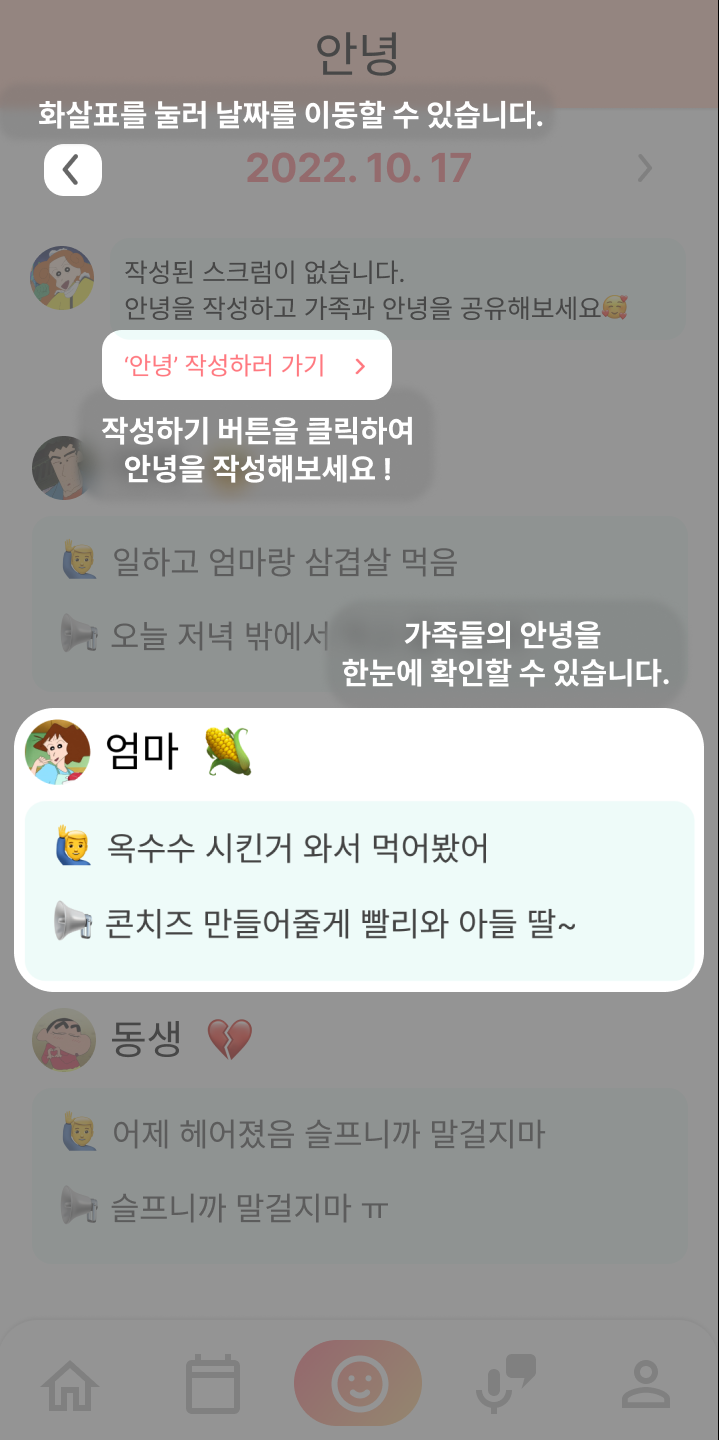 안녕
화살표를 눌러 날짜를 이동할 수 있습니다.
2022. 10. 17
작성된 스크럼이 없습니다.
안녕을 작성하고 가족과 안녕을 공유해보세요🥰
‘안녕’ 작성하러 가기 >
작성하기 버튼을 클릭하여
안녕을 작성해보세요 !
일하고 엄마랑 삼겹살 먹음
오늘 저녁 밖에서
가족들의 안녕을
한눈에 확인할 수 있습니다.
엄마 🌽
옥수수 시킨거 와서 먹어봤어
콘치즈 만들어줄게 빨리와 아들 딸~
동생 💔
어제 헤어졌음 슬프니까 말걸지마
슬프니까 말걸지마 ㅠ